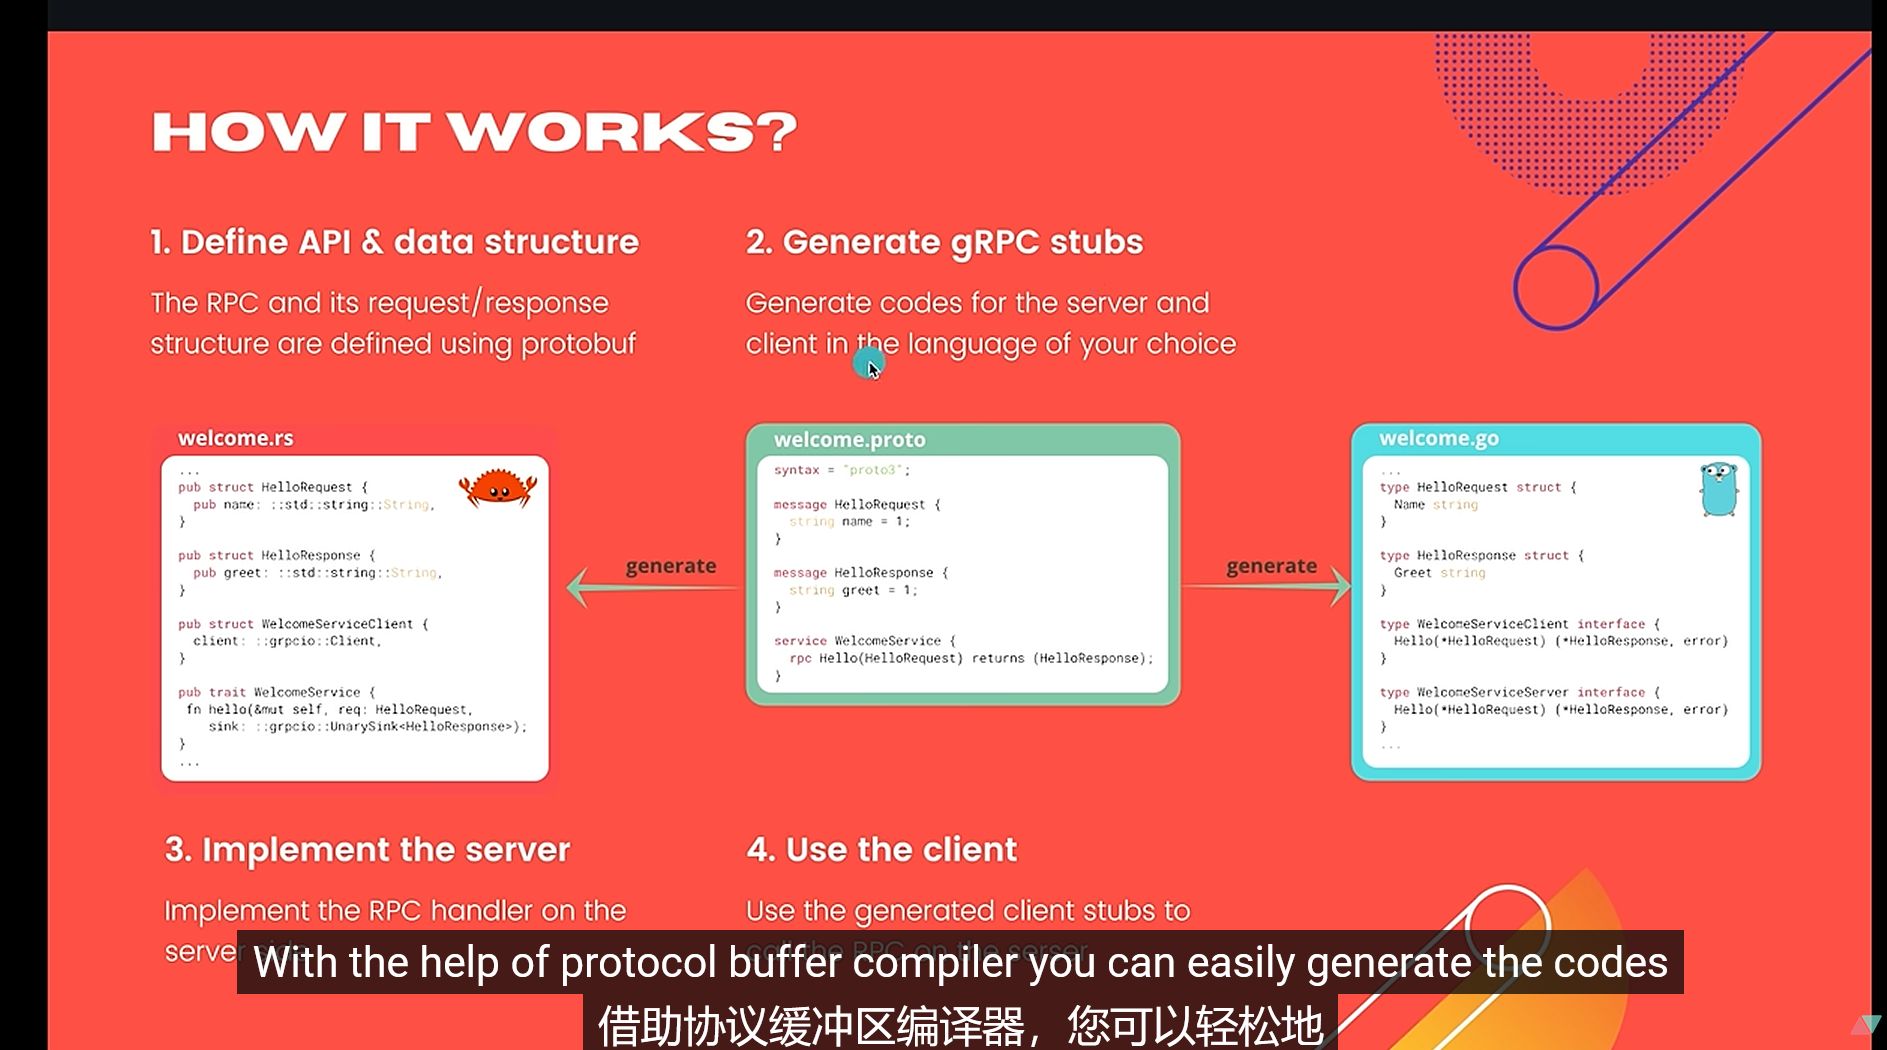 HOW IT WORKS?
1. Define API & data structure
The RPC and its request/response
structure are defined using protobuf
2. Generate gRPC stubs
Generate codes for the server and
client in the language of your choice
welcome.rs
...
pub struct HelloRequest {
  pub name: ::std::string::String,
}

pub struct HelloResponse {
  pub greet: ::std::string::String,
}

pub struct WelcomeServiceClient {
  client: ::grpcio::Client,
}

pub trait WelcomeService {
 fn hello(&mut self, req: HelloRequest,
    sink: ::grpcio::UnarySink<HelloResponse>);
}
...
generate
welcome.proto
syntax = "proto3";

message HelloRequest {
  string name = 1;
}

message HelloResponse {
  string greet = 1;
}

service WelcomeService {
  rpc Hello(HelloRequest) returns (HelloResponse);
}
generate
welcome.go
...
type HelloRequest struct {
  Name string
}

type HelloResponse struct {
  Greet string
}

type WelcomeServiceClient interface {
  Hello(*HelloRequest) (*HelloResponse, error)
}

type WelcomeServiceServer interface {
  Hello(*HelloRequest) (*HelloResponse, error)
}
...
3. Implement the server
Implement the RPC handler on the
server side
4. Use the client
Use the generated client stubs to
call the RPC on the serser
With the help of protocol buffer compiler you can easily generate the codes
借助协议缓冲区编译器，您可以轻松地